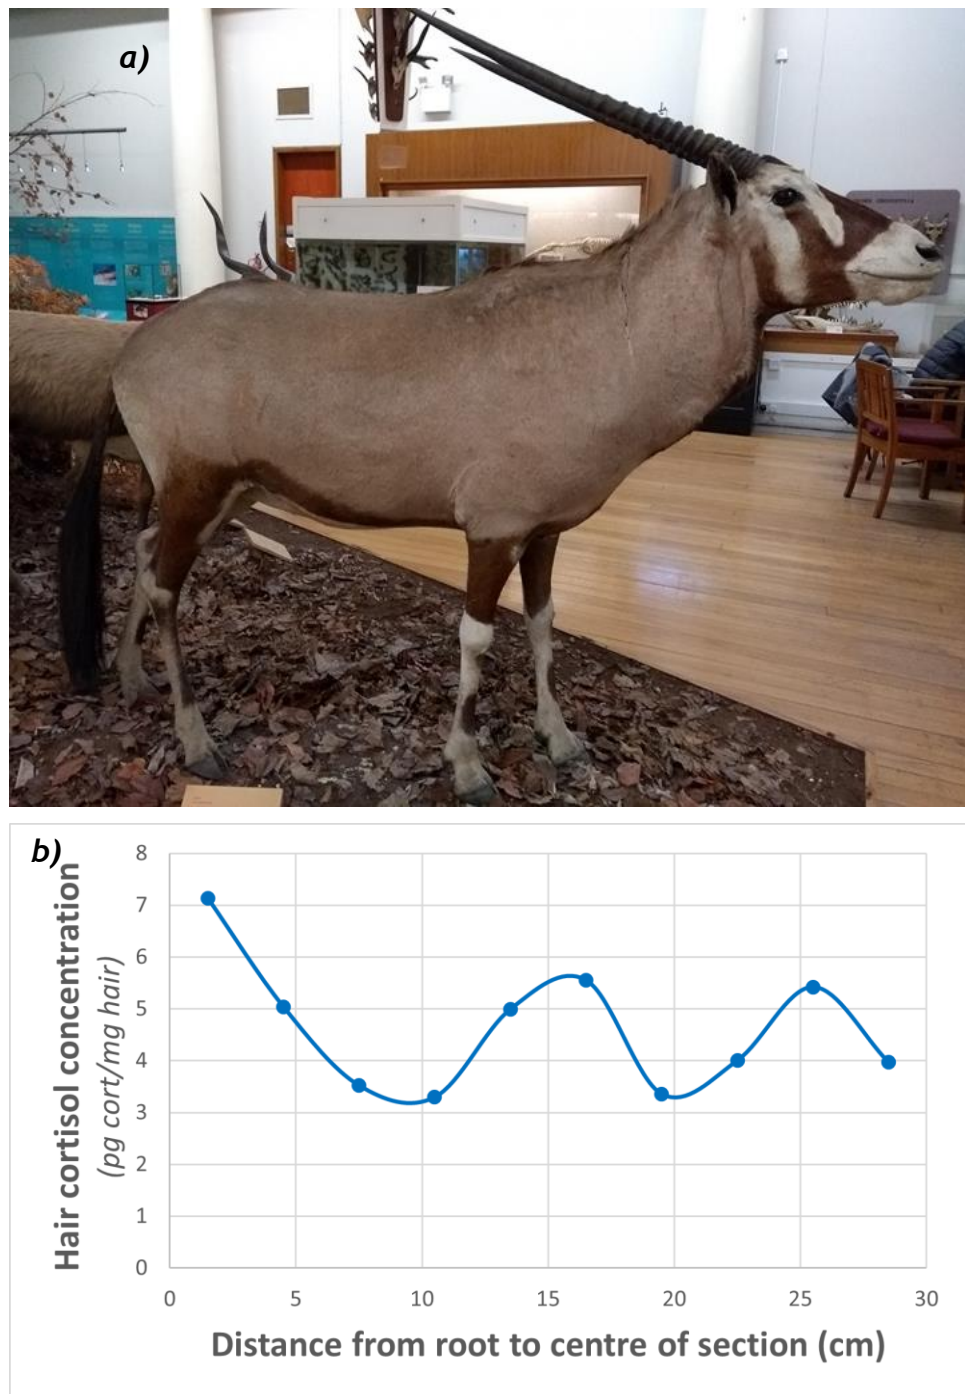 a)
b)
Hair cortisol concentration
(pg cort/mg hair)
8
7
6
5
4
3
2
1
0
0 5 10 15 20 25 30
Distance from root to centre of section (cm)